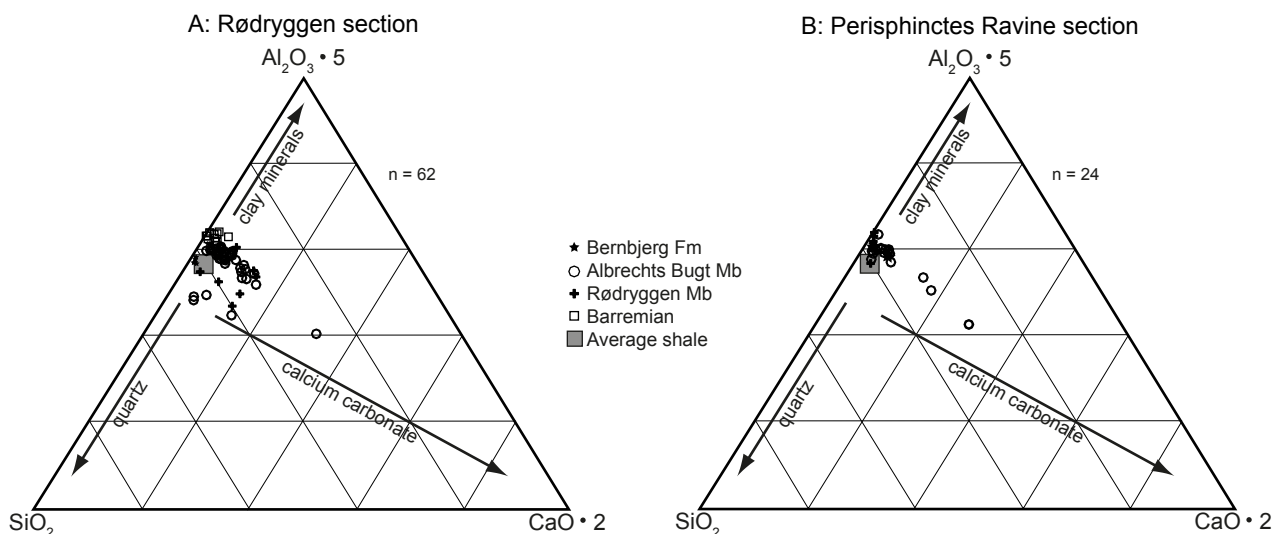 A: Rødryggen section
Al₂O₃ • 5
clay minerals
n = 62
quartz
calcium carbonate
SiO₂
CaO • 2
Bernbjerg Fm
Albrechts Bugt Mb
Rødryggen Mb
Barremian
Average shale
B: Perisphinctes Ravine section
Al₂O₃ • 5
clay minerals
n = 24
quartz
calcium carbonate
SiO₂
CaO • 2